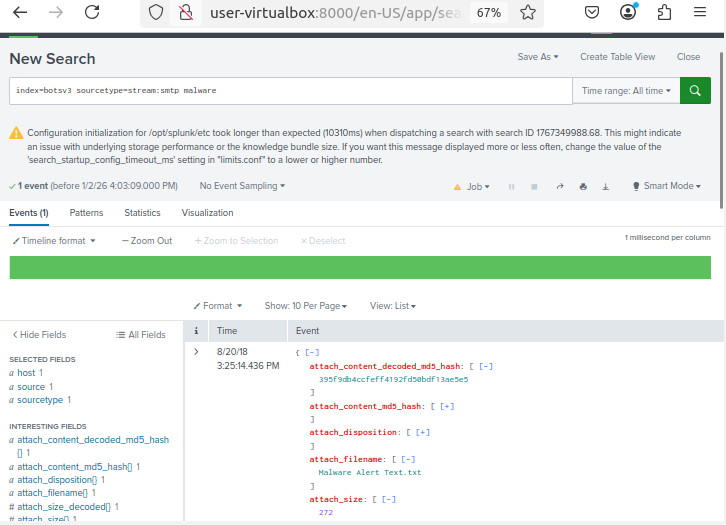 user-virtualbox:8000/en-US/app/sea
67%
New Search
Save As
Create Table View
Close
index=botsv3 sourcetype=stream:smtp malware
Time range: All time
Configuration initialization for /opt/splunk/etc took longer than expected (10310ms) when dispatching a search with search ID 1767349988.68. This might indicate
an issue with underlying storage performance or the knowledge bundle size. If you want this message displayed more or less often, change the value of the
'search_startup_config_timeout_ms' setting in "limits.conf" to a lower or higher number.
✓ 1 event (before 1/2/26 4:03:09.000 PM)
No Event Sampling
Job
Smart Mode
Events (1)
Patterns
Statistics
Visualization
Timeline format
— Zoom Out
+ Zoom to Selection
× Deselect
1 millisecond per column
Format
Show: 10 Per Page
View: List
< Hide Fields
All Fields
i
Time
Event
SELECTED FIELDS
a host 1
a source 1
a sourcetype 1
INTERESTING FIELDS
a attach_content_decoded_md5_hash
{} 1
a attach_content_md5_hash{} 1
a attach_disposition{} 1
a attach_filename{} 1
# attach_size_decoded{} 1
# attach_size{} 1
>
8/20/18
3:25:14.436 PM
{ [-]
attach_content_decoded_md5_hash: [ [-]
395f9db4ccfeff4192fd50bdf13ae5e5
]
attach_content_md5_hash: [ [+]
]
attach_disposition: [ [+]
]
attach_filename: [ [-]
Malware Alert Text.txt
]
attach_size: [ [-]
272